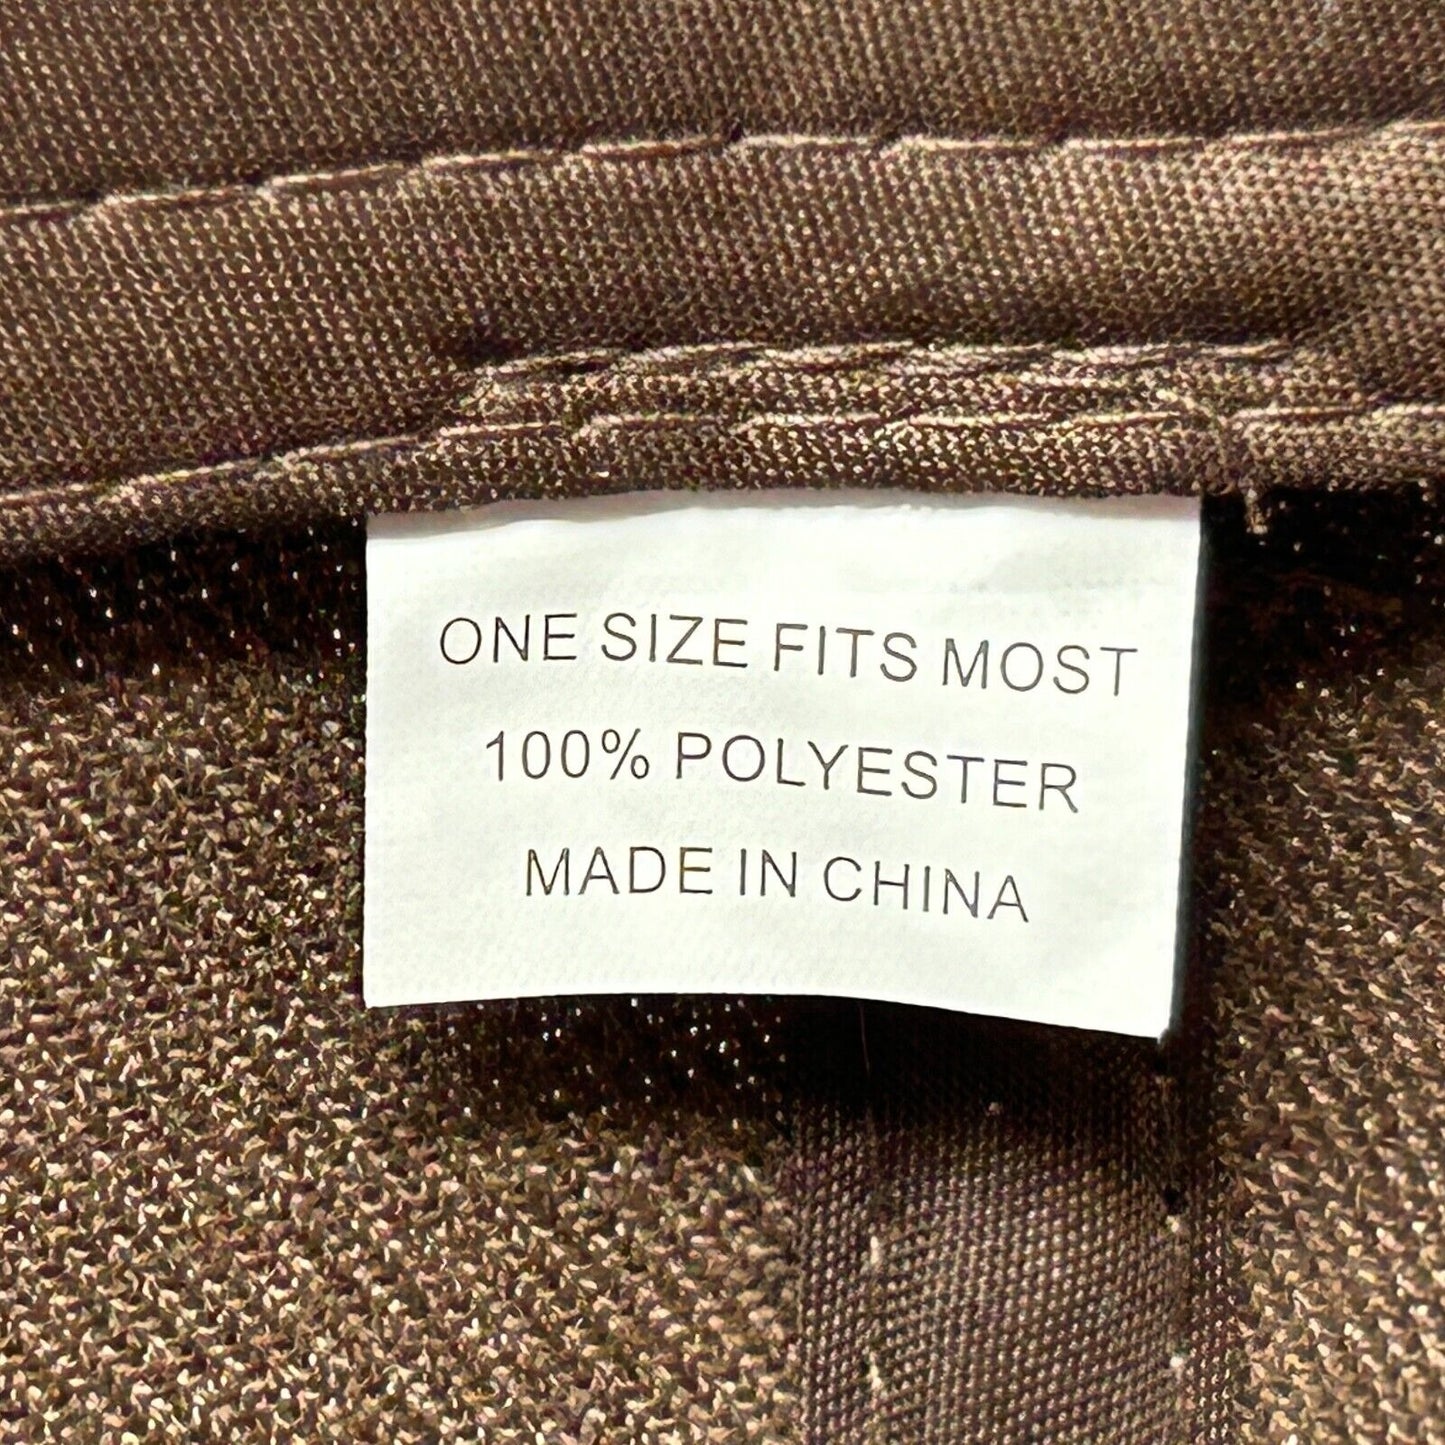 ONE SIZE FITS MOST
100% POLYESTER
MADE IN CHINA